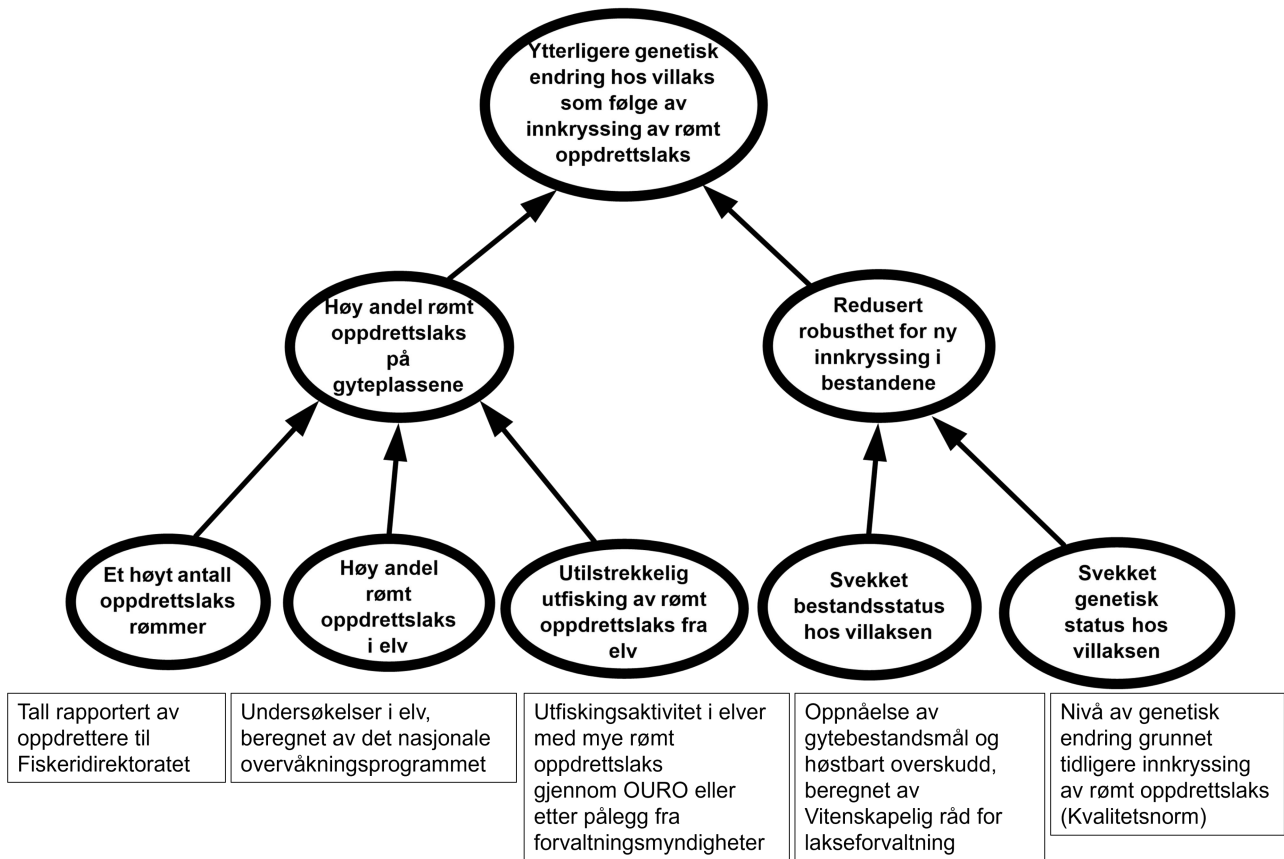 Ytterligere genetisk
endring hos villaks
som følge av
innkryssing av rømt
oppdrettslaks
Høy andel rømt
oppdrettslaks
på
gyteplassene
Redusert
robusthet for ny
innkryssing i
bestandene
Et høyt antall
oppdrettslaks
rømmer
Høy andel
rømt
oppdrettslaks
i elv
Utilstrekkelig
utfisking av rømt
oppdrettslaks fra
elv
Svekket
bestandsstatus
hos villaksen
Svekket
genetisk
status hos
villaksen
Tall rapportert av
oppdrettere til
Fiskeridirektoratet
Undersøkelser i elv,
beregnet av det nasjonale
overvåkningsprogrammet
Utfiskingsaktivitet i elver
med mye rømt
oppdrettslaks
gjennom OURO eller
etter pålegg fra
forvaltningsmyndigheter
Oppnåelse av
gytebestandsmål og
høstbart overskudd,
beregnet av
Vitenskapelig råd for
lakseforvaltning
Nivå av genetisk
endring grunnet
tidligere innkryssing
av rømt oppdrettslaks
(Kvalitetsnorm)